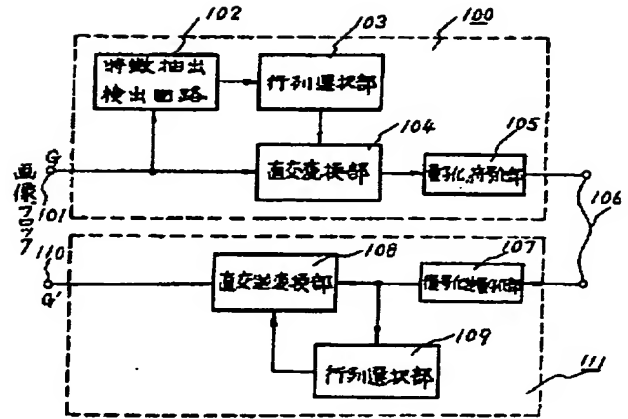 102
103
100
特徴抽出
検出回路
行列選択部
104
105
G
直交変換部
量子化、符号化部
画像ブロック
101
106
108
107
110
直交逆変換部
復号化逆量子化部
G'
109
行列選択部
111